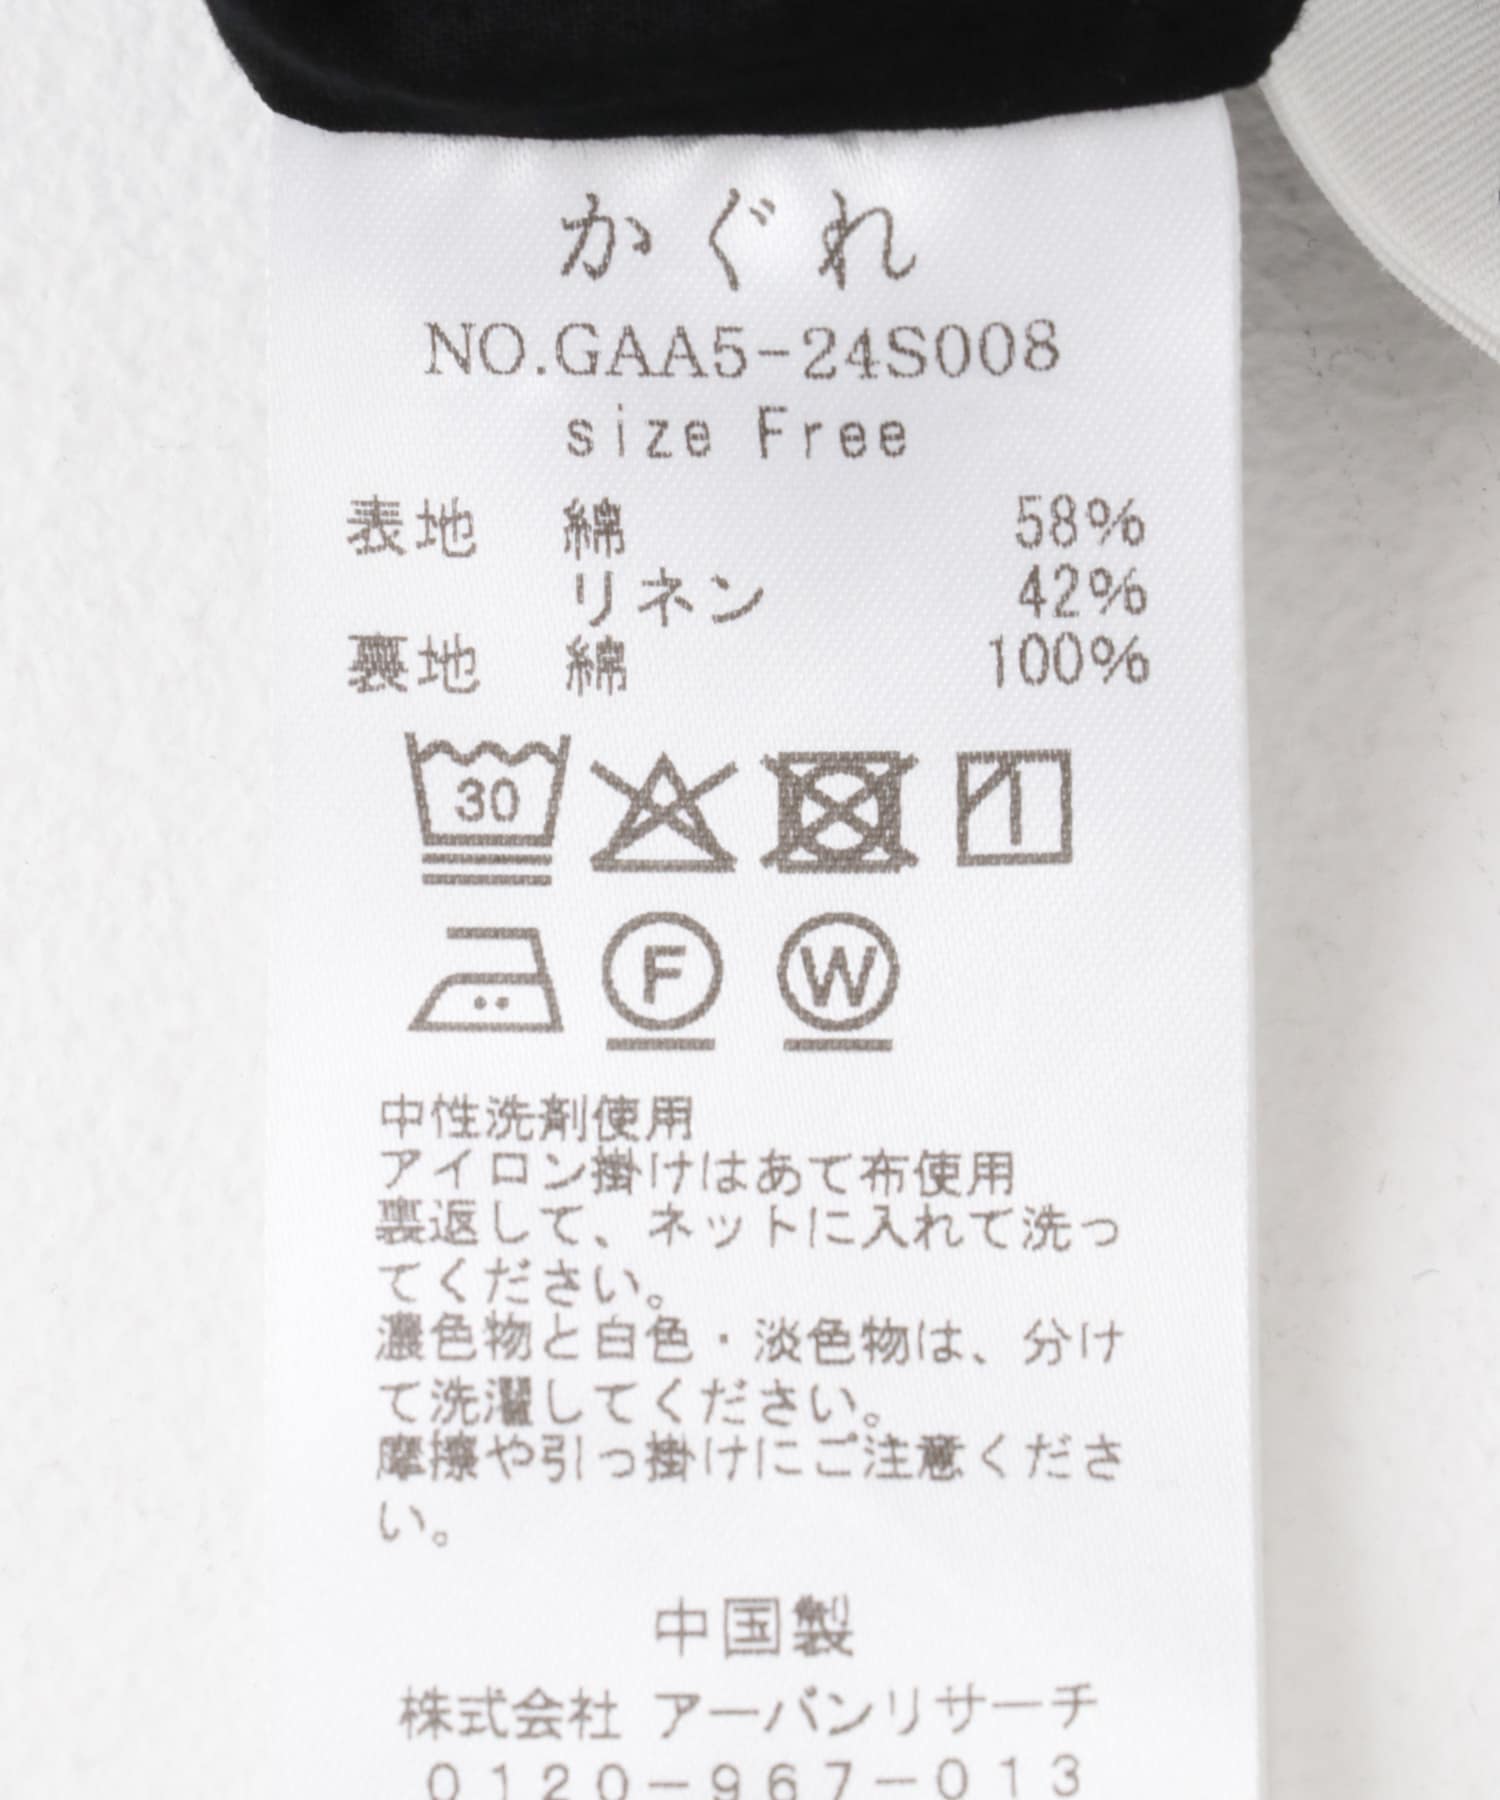 かぐれ
NO.GAA5-24S008
size Free
表地 綿 58%
リネン 42%
裏地 綿 100%
30
F W
中性洗剤使用
アイロン掛けはあて布使用
裏返して、ネットに入れて洗っ
てください。
濃色物と白色・淡色物は、分け
て洗濯してください。
摩擦や引っ掛けにご注意くださ
い。
中国製
株式会社 アーバンリサーチ
0120-967-013